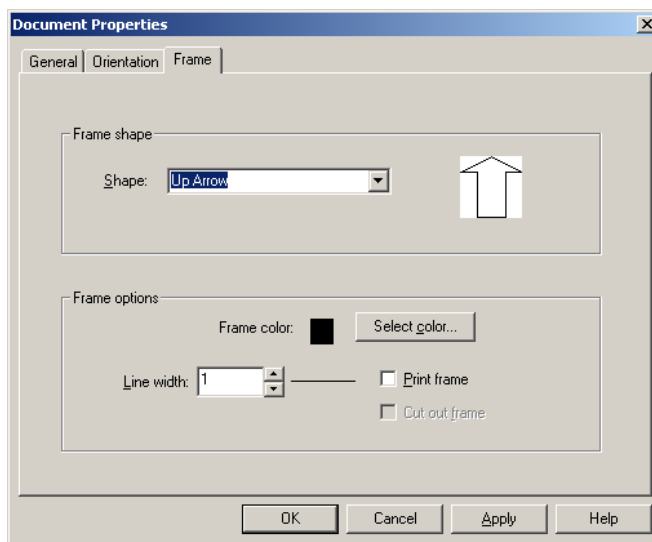 Document Properties
General Orientation Frame
Frame shape
Shape: Up Arrow
Frame options
Frame color: Select color...
Line width: 1 Print frame
Cut out frame
OK Cancel Apply Help